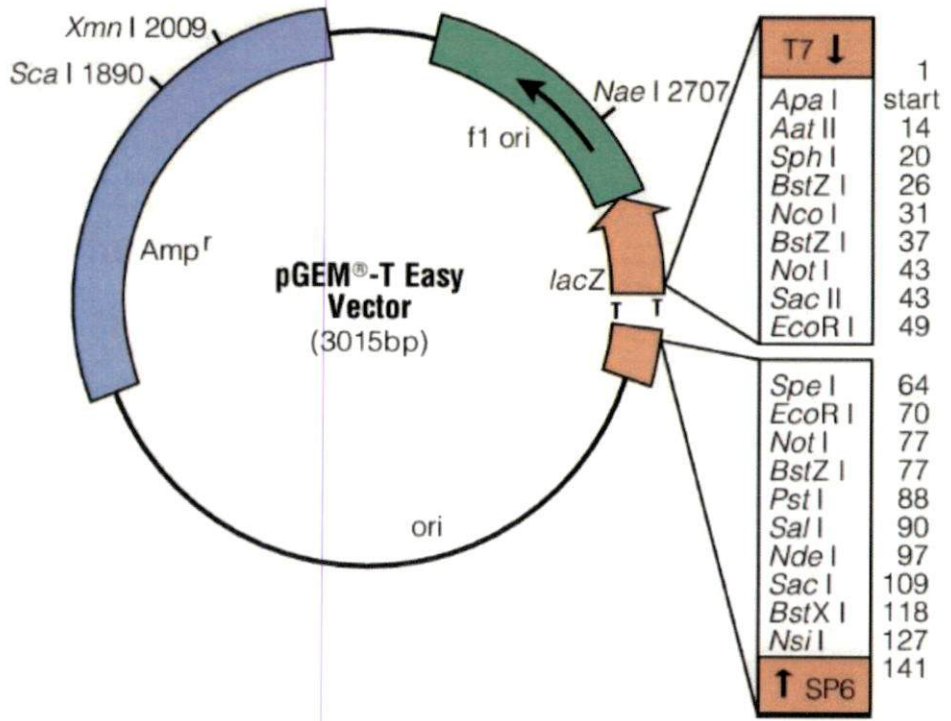 Xmn I 2009
Sca I 1890
Nae I 2707
f1 ori
Ampʳ
lacZ
T T
pGEM®-T Easy
Vector
(3015bp)
ori
T7 ↓
1
start
Apa I
Aat II 14
Sph I 20
BstZ I 26
Nco I 31
BstZ I 37
Not I 43
Sac II 43
EcoR I 49
Spe I 64
EcoR I 70
Not I 77
BstZ I 77
Pst I 88
Sal I 90
Nde I 97
Sac I 109
BstX I 118
Nsi I 127
141
↑ SP6